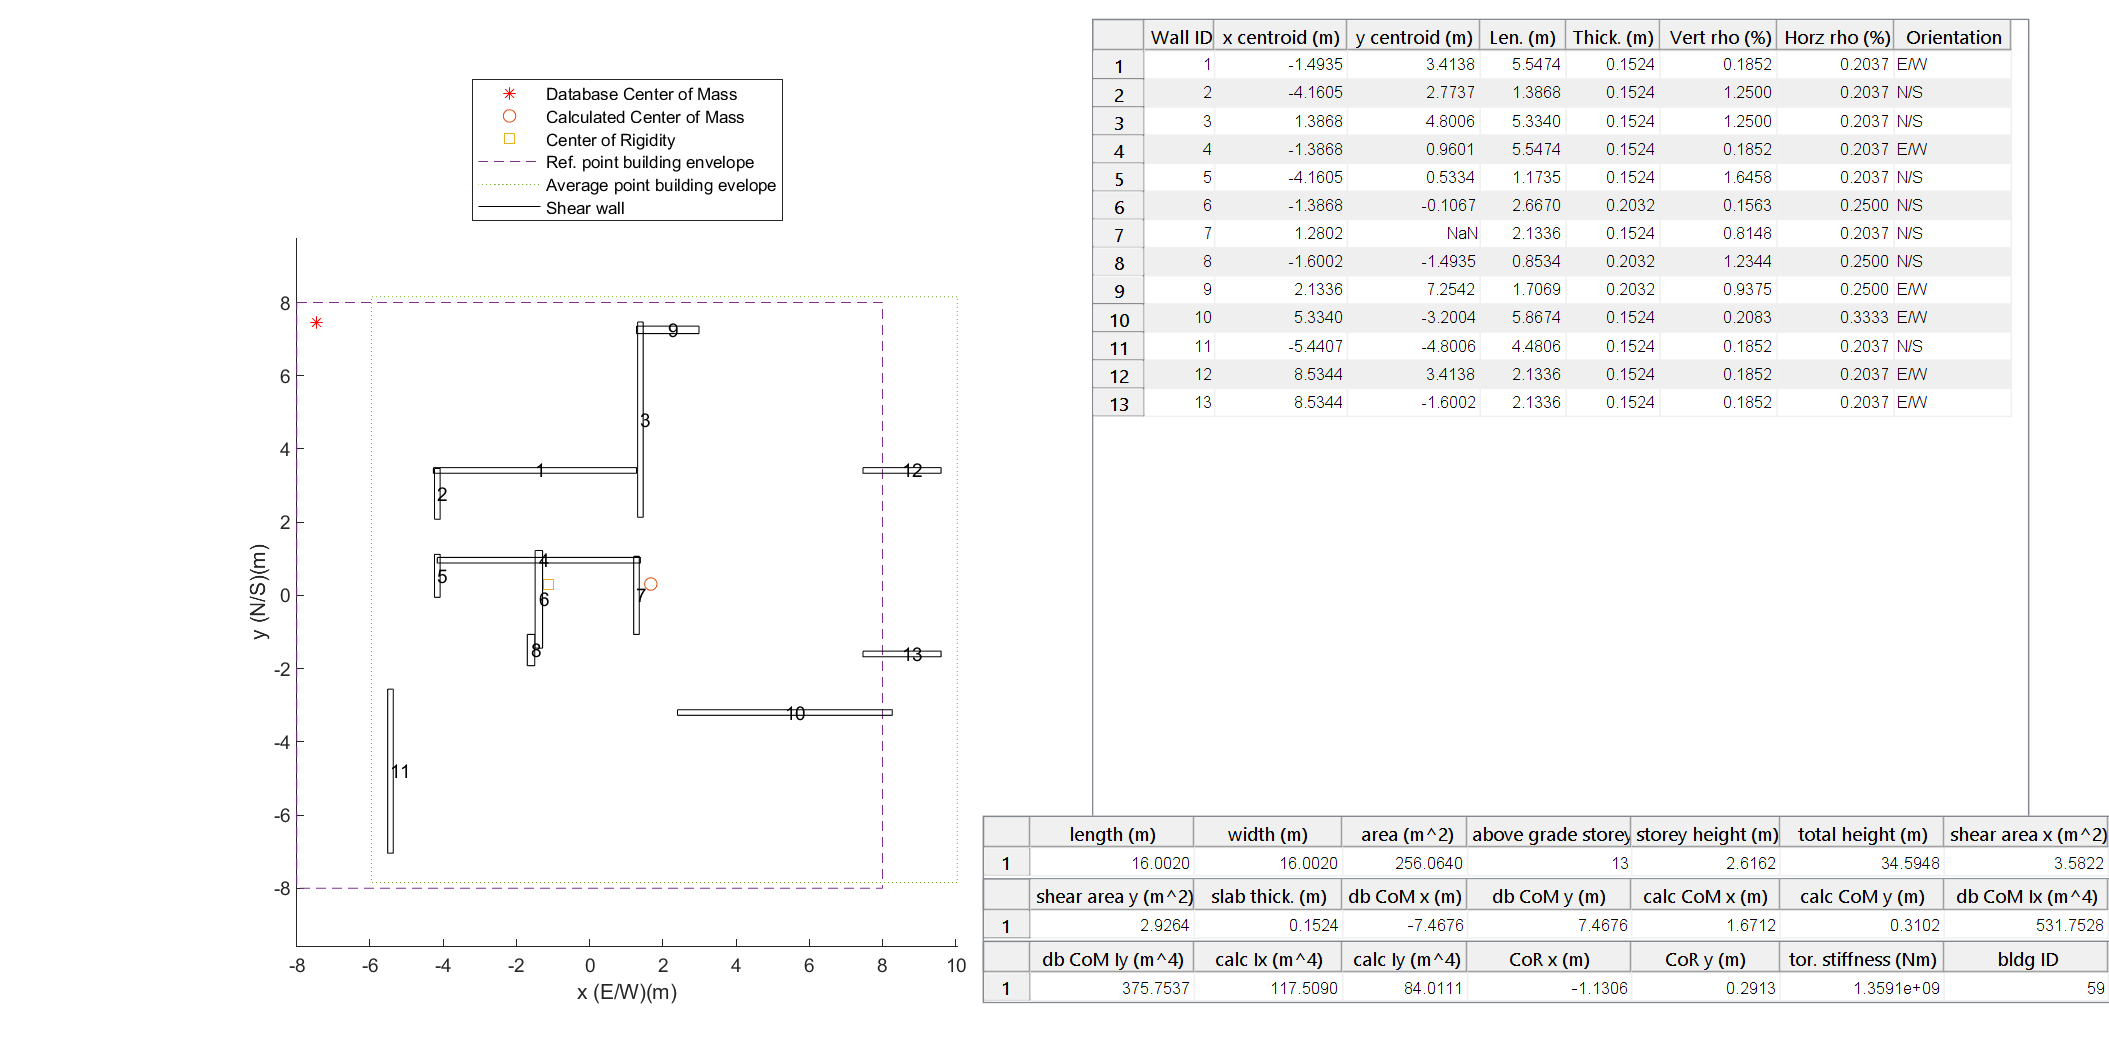 Database Center of Mass
Calculated Center of Mass
Center of Rigidity
Ref. point building envelope
Average point building evelope
Shear wall
8
6
4
2
0
-2
-4
-6
-8
y (N/S)(m)
-8 -6 -4 -2 0 2 4 6 8 10
x (E/W)(m)
9
3
1
12
2
4
5
6
7
8
13
10
11
Wall ID x centroid (m) y centroid (m) Len. (m) Thick. (m) Vert rho (%) Horz rho (%) Orientation
1 1 -1.4935 3.4138 5.5474 0.1524 0.1852 0.2037 E/W
2 2 -4.1605 2.7737 1.3868 0.1524 1.2500 0.2037 N/S
3 3 1.3868 4.8006 5.3340 0.1524 1.2500 0.2037 N/S
4 4 -1.3868 0.9601 5.5474 0.1524 0.1852 0.2037 E/W
5 5 -4.1605 0.5334 1.1735 0.1524 1.6458 0.2037 N/S
6 6 -1.3868 -0.1067 2.6670 0.2032 0.1563 0.2500 N/S
7 7 1.2802 NaN 2.1336 0.1524 0.8148 0.2037 N/S
8 8 -1.6002 -1.4935 0.8534 0.2032 1.2344 0.2500 N/S
9 9 2.1336 7.2542 1.7069 0.2032 0.9375 0.2500 E/W
10 10 5.3340 -3.2004 5.8674 0.1524 0.2083 0.3333 E/W
11 11 -5.4407 -4.8006 4.4806 0.1524 0.1852 0.2037 N/S
12 12 8.5344 3.4138 2.1336 0.1524 0.1852 0.2037 E/W
13 13 8.5344 -1.6002 2.1336 0.1524 0.1852 0.2037 E/W
length (m) width (m) area (m^2) above grade storey storey height (m) total height (m) shear area x (m^2)
1 16.0020 16.0020 256.0640 13 2.6162 34.5948 3.5822
shear area y (m^2) slab thick. (m) db CoM x (m) db CoM y (m) calc CoM x (m) calc CoM y (m) db CoM Ix (m^4)
1 2.9264 0.1524 -7.4676 7.4676 1.6712 0.3102 531.7528
db CoM Iy (m^4) calc Ix (m^4) calc Iy (m^4) CoR x (m) CoR y (m) tor. stiffness (Nm) bldg ID
1 375.7537 117.5090 84.0111 -1.1306 0.2913 1.3591e+09 59